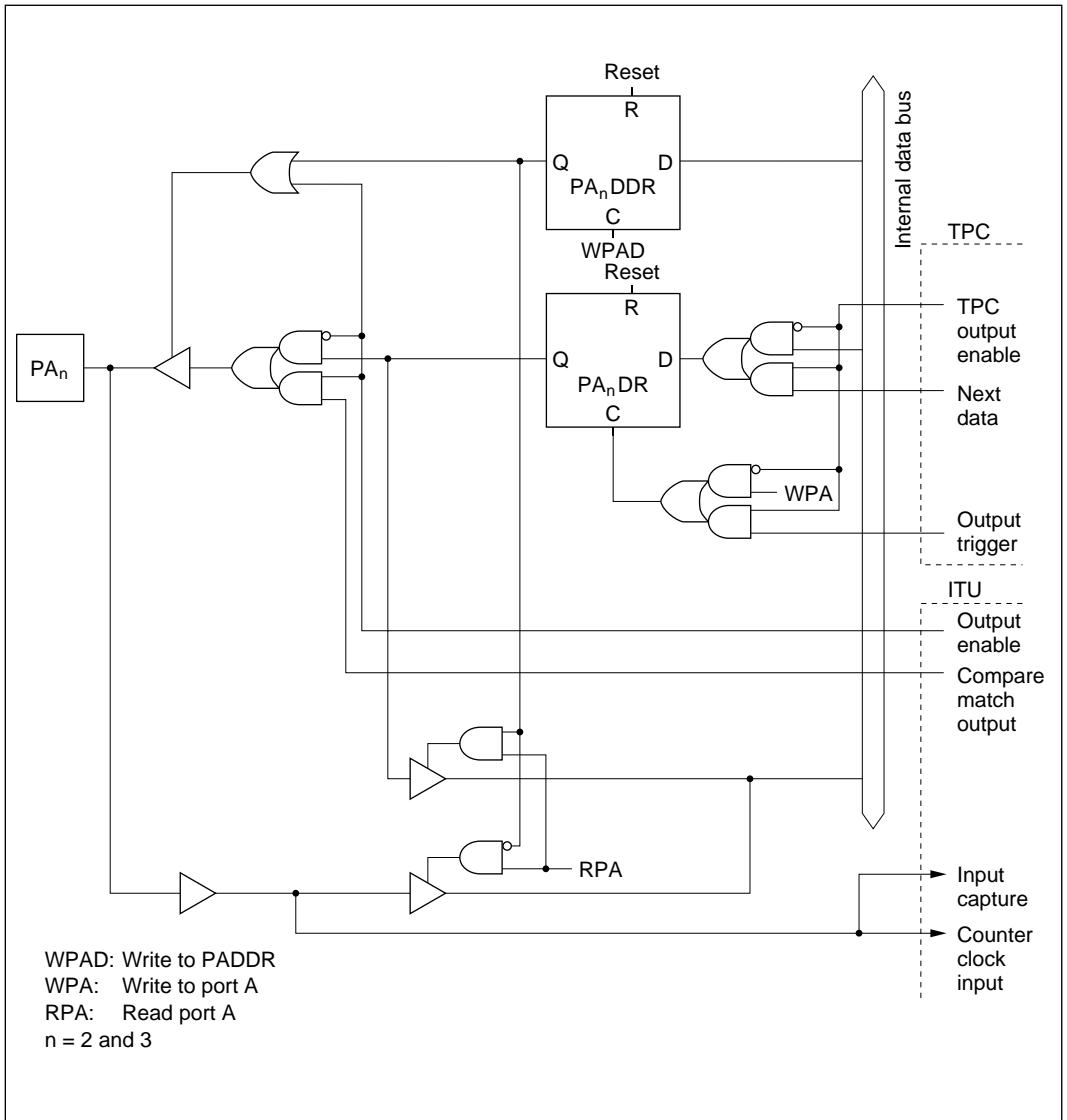 Reset
R
Q
D
PAnDDR
C
WPAD
Internal data bus
TPC
Reset
R
TPC
output
enable
PAn
Q
D
PAnDR
C
Next
data
WPA
Output
trigger
ITU
Output
enable
Compare
match
output
RPA
Input
capture
Counter
clock
input
WPAD: Write to PADDR
WPA: Write to port A
RPA: Read port A
n = 2 and 3